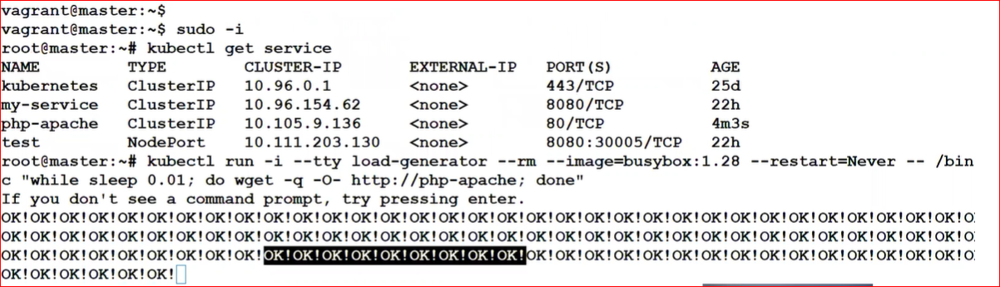 vagrant@master:~$
vagrant@master:~$ sudo -i
root@master:~# kubectl get service
NAME         TYPE        CLUSTER-IP       EXTERNAL-IP   PORT(S)          AGE
kubernetes   ClusterIP   10.96.0.1        <none>        443/TCP          25d
my-service   ClusterIP   10.96.154.62     <none>        8080/TCP         22h
php-apache   ClusterIP   10.105.9.136     <none>        80/TCP           4m3s
test         NodePort    10.111.203.130   <none>        8080:30005/TCP   22h
root@master:~# kubectl run -i --tty load-generator --rm --image=busybox:1.28 --restart=Never -- /bin
c "while sleep 0.01; do wget -q -O- http://php-apache; done"
If you don't see a command prompt, try pressing enter.
OK!OK!OK!OK!OK!OK!OK!OK!OK!OK!OK!OK!OK!OK!OK!OK!OK!OK!OK!OK!OK!OK!OK!OK!OK!OK!OK!OK!OK!OK!OK!OK!OK!O
OK!OK!OK!OK!OK!OK!OK!OK!OK!OK!OK!OK!OK!OK!OK!OK!OK!OK!OK!OK!OK!OK!OK!OK!OK!OK!OK!OK!OK!OK!OK!OK!OK!O
OK!OK!OK!OK!OK!OK!OK!OK!OK!OK!OK!OK!OK!OK!OK!OK!OK!OK!OK!OK!OK!OK!OK!OK!OK!OK!OK!OK!OK!OK!OK!OK!OK!O
OK!OK!OK!OK!OK!OK!